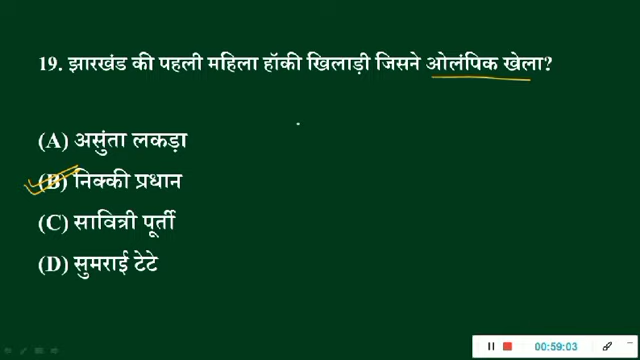 19. झारखंड की पहली महिला हॉकी खिलाड़ी जिसने ओलंपिक खेला?
(A) असुंता लकड़ा
(B) निक्की प्रधान
(C) सावित्री पूर्ती
(D) सुमराई टेटे
00:59:03